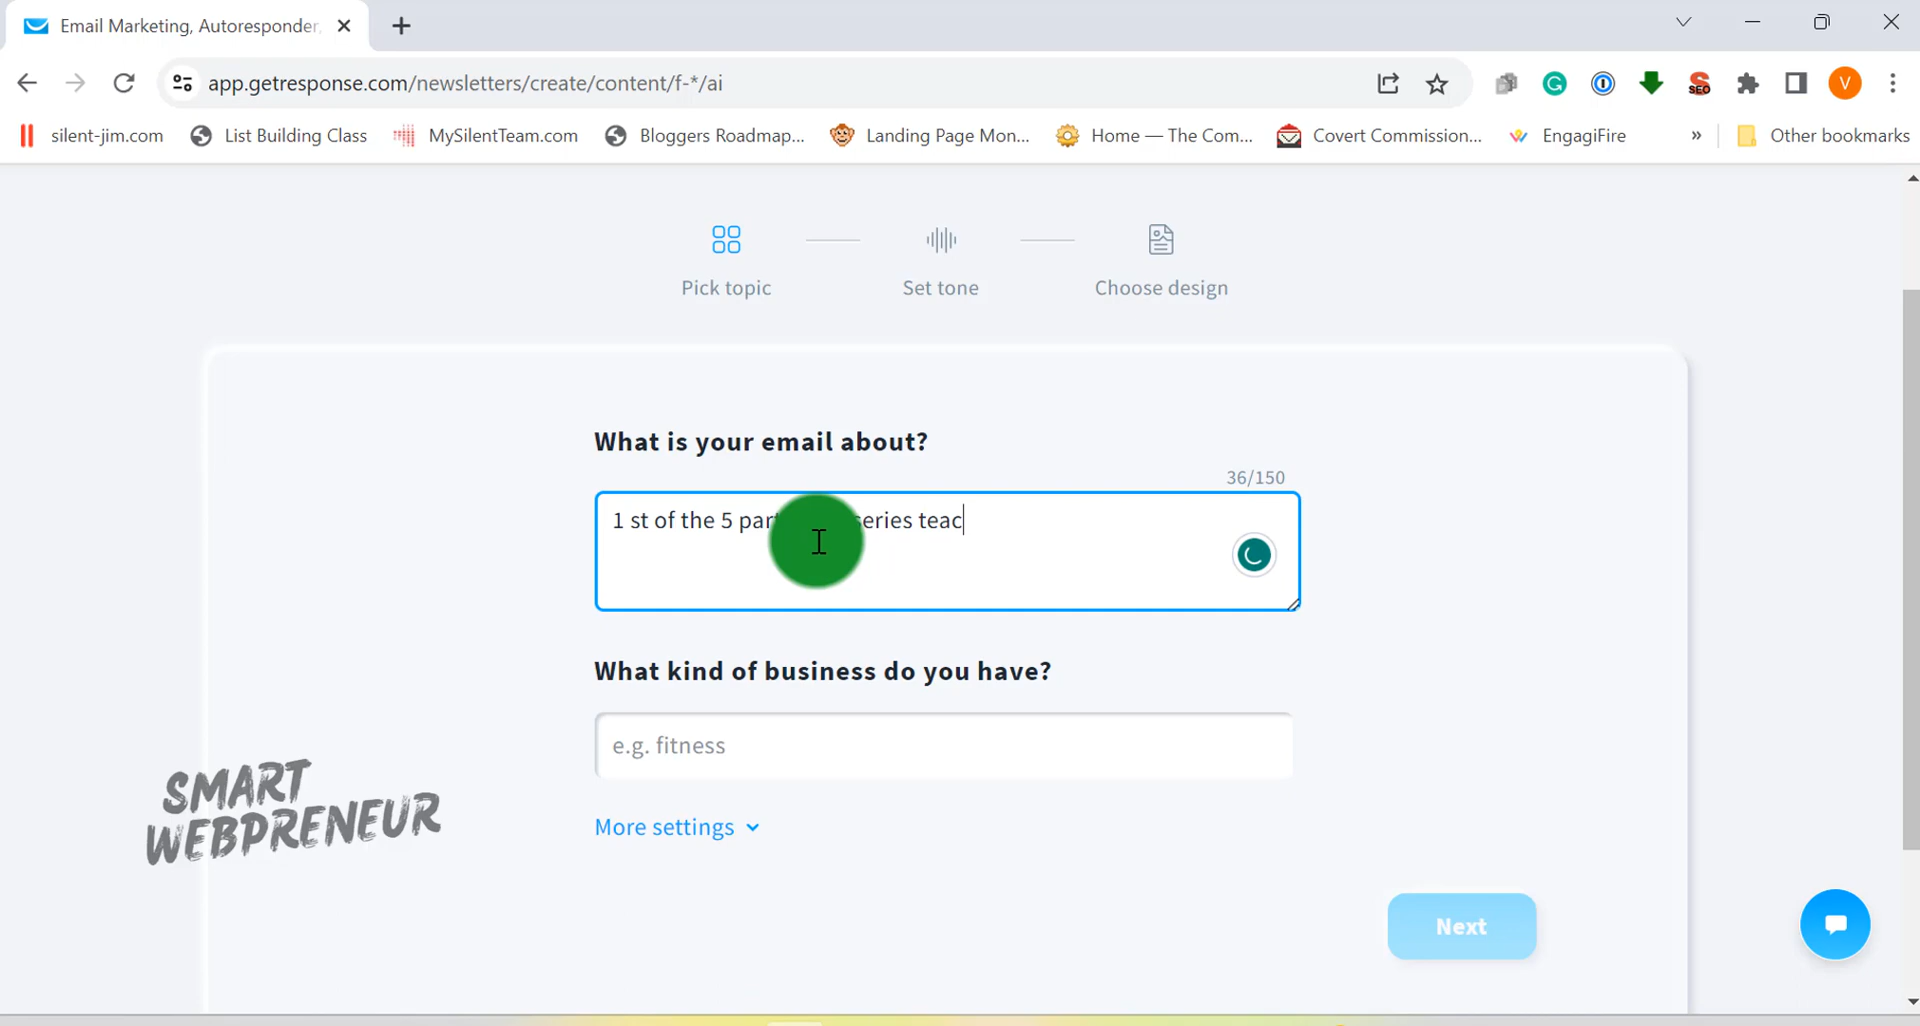 Email Marketing, Autoresponder,
app.getresponse.com/newsletters/create/content/f-*/ai
SEO
V
silent-jim.com List Building Class MySilentTeam.com Bloggers Roadmap... Landing Page Mon... Home — The Com... Covert Commission... EngagiFire » Other bookmarks
Pick topic Set tone Choose design
What is your email about?
36/150
1 st of the 5 part series teac
What kind of business do you have?
e.g. fitness
SMART
WEBPRENEUR
More settings
Next